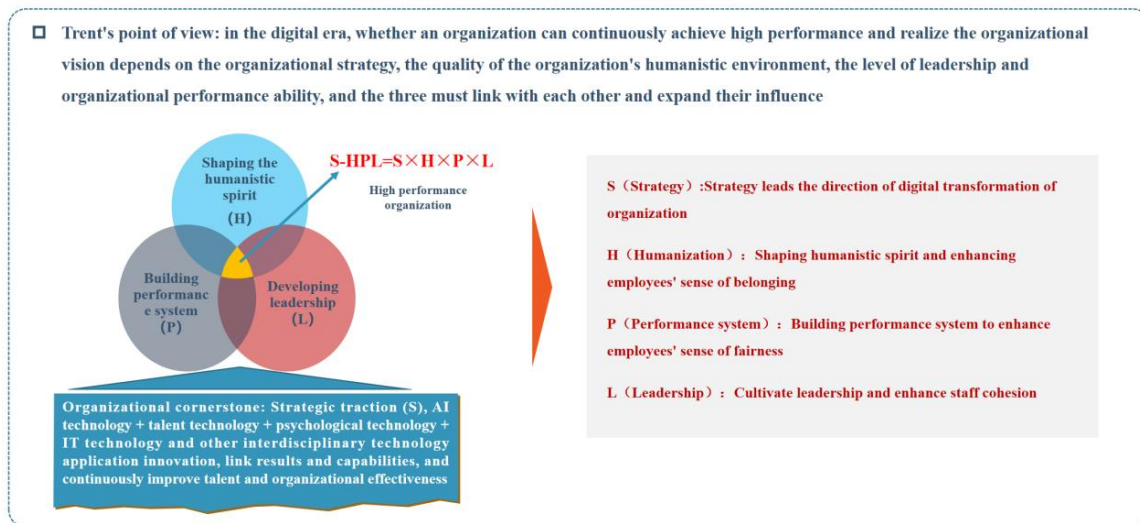 Trent's point of view: in the digital era, whether an organization can continuously achieve high performance and realize the organizational
vision depends on the organizational strategy, the quality of the organization's humanistic environment, the level of leadership and
organizational performance ability, and the three must link with each other and expand their influence
Shaping the
humanistic
spirit
(H)
S-HPL=S×H×P×L
High performance
organization
Building
performanc
e system
(P)
Developing
leadership
(L)
Organizational cornerstone: Strategic traction (S), AI
technology + talent technology + psychological technology +
IT technology and other interdisciplinary technology
application innovation, link results and capabilities, and
continuously improve talent and organizational effectiveness
S（Strategy）:Strategy leads the direction of digital transformation of
organization
H（Humanization）：Shaping humanistic spirit and enhancing
employees' sense of belonging
P（Performance system）：Building performance system to enhance
employees' sense of fairness
L（Leadership）：Cultivate leadership and enhance staff cohesion